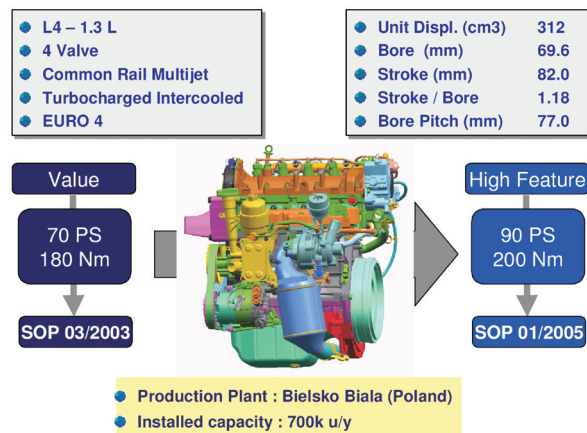 L4 – 1.3 L
4 Valve
Common Rail Multijet
Turbocharged Intercooled
EURO 4
Unit Displ. (cm3) 312
Bore (mm) 69.6
Stroke (mm) 82.0
Stroke / Bore 1.18
Bore Pitch (mm) 77.0
Value
70 PS
180 Nm
SOP 03/2003
High Feature
90 PS
200 Nm
SOP 01/2005
Production Plant : Bielsko Biala (Poland)
Installed capacity : 700k u/y